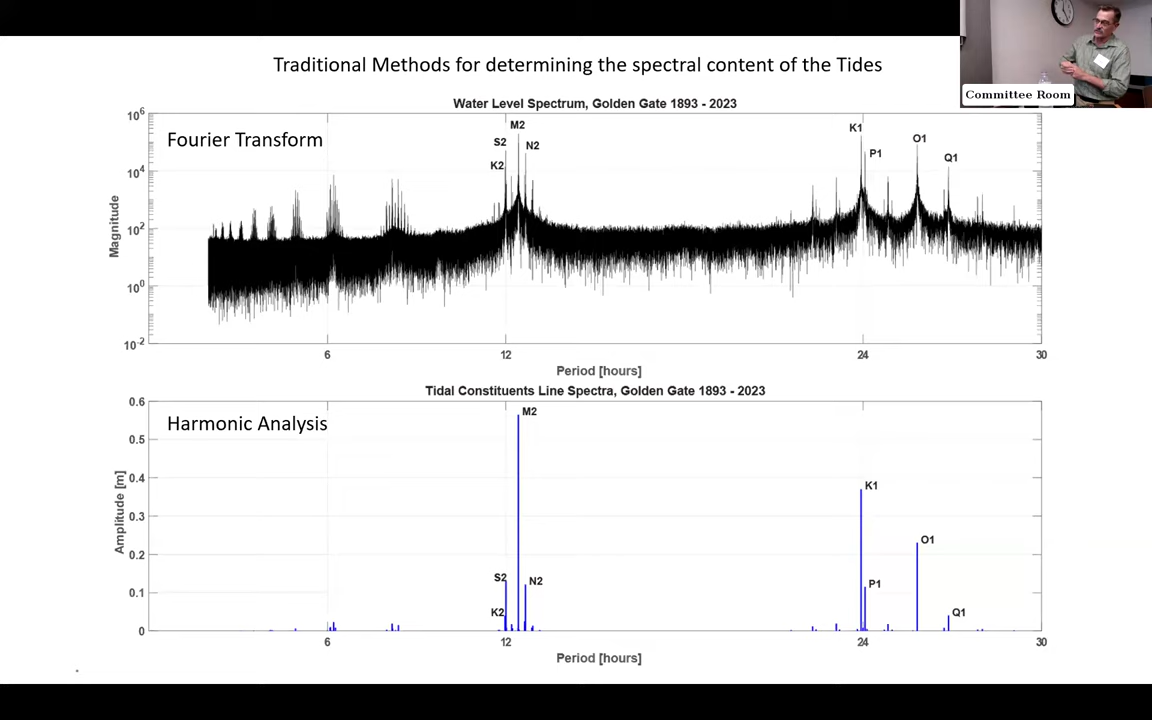 Traditional Methods for determining the spectral content of the Tides
Committee Room
Water Level Spectrum, Golden Gate 1893 - 2023
Fourier Transform
10^6
10^4
10^2
10^0
10^-2
Magnitude
S2
M2
N2
K2
K1
P1
O1
Q1
6
12
24
30
Period [hours]
Tidal Constituents Line Spectra, Golden Gate 1893 - 2023
Harmonic Analysis
0.6
0.5
0.4
0.3
0.2
0.1
0
Amplitude [m]
M2
S2
N2
K2
K1
P1
O1
Q1
6
12
24
30
Period [hours]